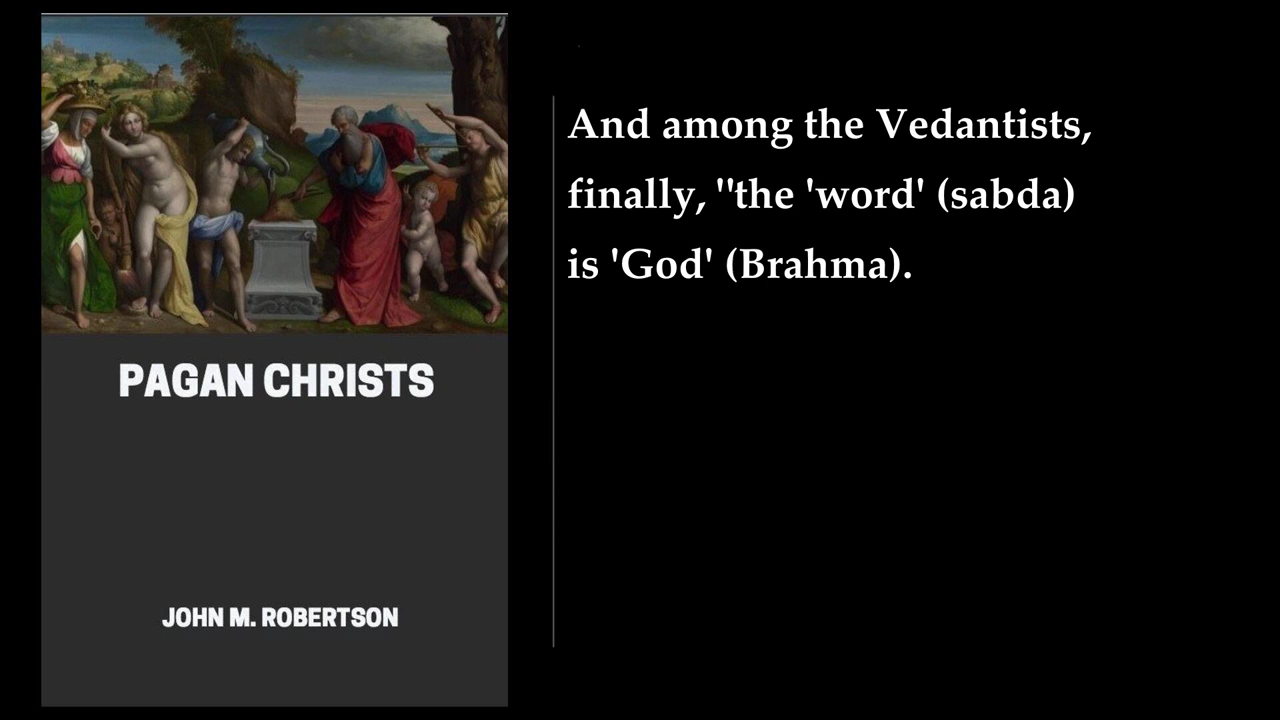 PAGAN CHRISTS
JOHN M. ROBERTSON
And among the Vedantists,
finally, "the 'word' (sabda)
is 'God' (Brahma).